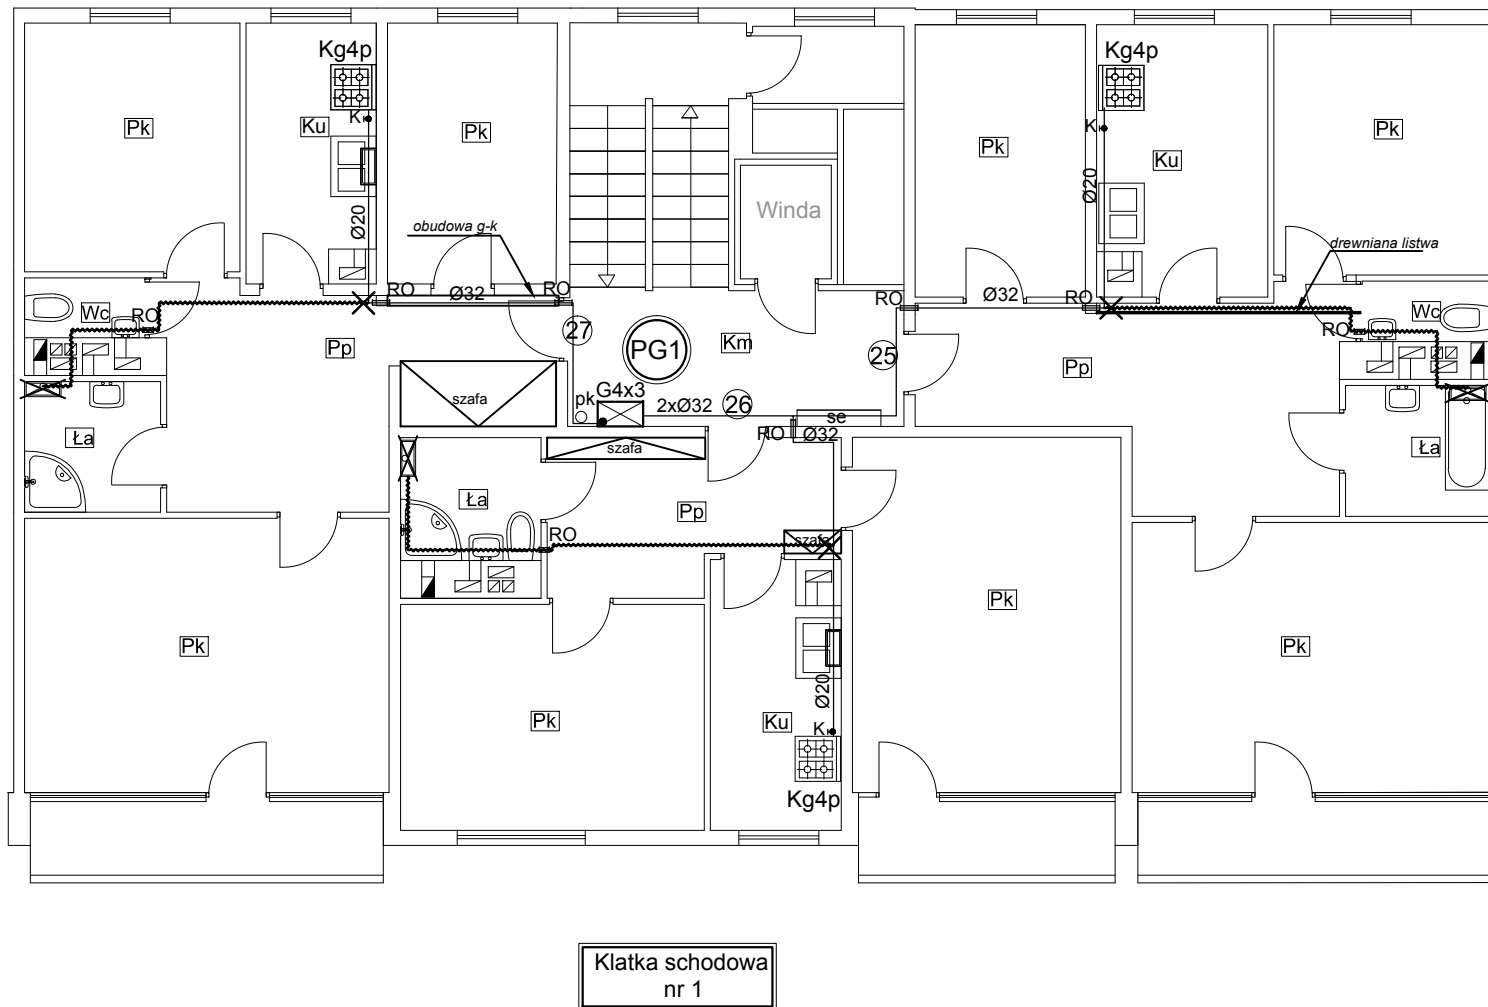 Kg4p
Kg4p
K
K
Pk
Ku
Pk
Pk
Ku
Pk
Winda
Ø20
Ø20
obudowa g-k
drewniana listwa
RO
Ø32
RO
RO
Ø32
RO
Wc
RO
Wc
RO
27
PG1
Km
25
Pp
Pp
szafa
pk
G4x3
2xØ32
26
se
RO
Ø32
Ła
szafa
Ła
Ła
Pp
RO
szafa
Pk
Pk
Pk
Pk
Ku
Ø20
K
Kg4p
Klatka schodowa
nr 1